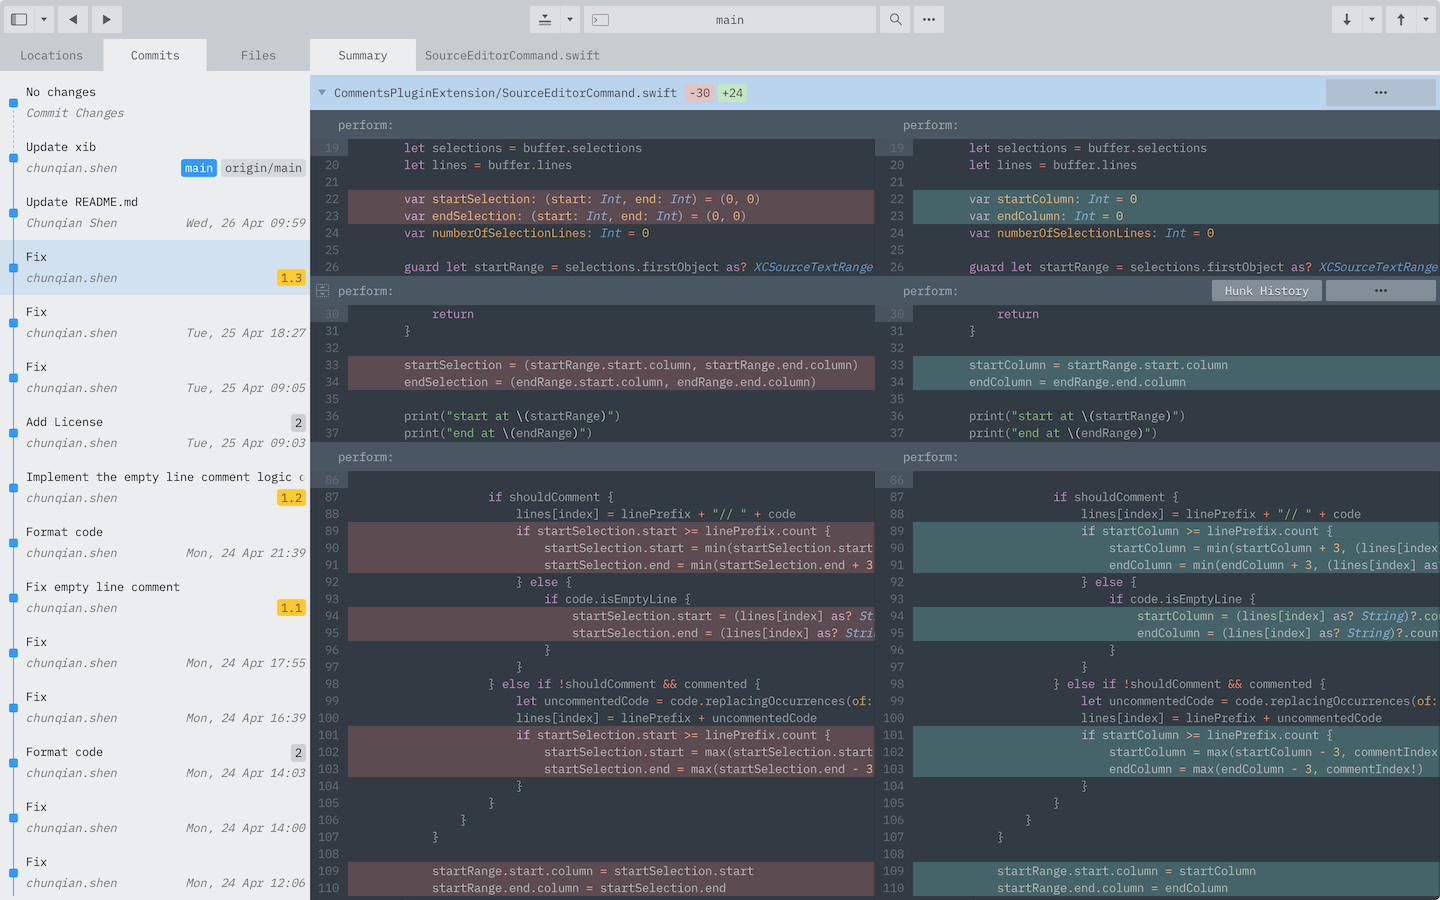 main
Locations
Commits
Files
Summary
SourceEditorCommand.swift
No changes
Commit Changes
Update xib
chunqian.shen main origin/main
Update README.md
Chunqian Shen Wed, 26 Apr 09:59
Fix
chunqian.shen 1.3
Fix
chunqian.shen Tue, 25 Apr 18:27
Fix
chunqian.shen Tue, 25 Apr 09:05
Add License 2
chunqian.shen Tue, 25 Apr 09:03
Implement the empty line comment logic
chunqian.shen 1.2
Format code
chunqian.shen Mon, 24 Apr 21:39
Fix empty line comment
chunqian.shen 1.1
Fix
chunqian.shen Mon, 24 Apr 17:55
Fix
chunqian.shen Mon, 24 Apr 16:39
Format code 2
chunqian.shen Mon, 24 Apr 14:03
Fix
chunqian.shen Mon, 24 Apr 14:00
Fix
chunqian.shen Mon, 24 Apr 12:06
CommentsPluginExtension/SourceEditorCommand.swift -30 +24
perform:
19 let selections = buffer.selections
20 let lines = buffer.lines
21
22 var startSelection: (start: Int, end: Int) = (0, 0)
23 var endSelection: (start: Int, end: Int) = (0, 0)
24 var numberOfSelectionLines: Int = 0
25
26 guard let startRange = selections.firstObject as? XCSourceTextRange
perform:
30 return
31 }
32
33 startSelection = (startRange.start.column, startRange.end.column)
34 endSelection = (endRange.start.column, endRange.end.column)
35
36 print("start at \(startRange)")
37 print("end at \(endRange)")
perform:
86
87 if shouldComment {
88 lines[index] = linePrefix + "// " + code
89 if startSelection.start >= linePrefix.count {
90 startSelection.start = min(startSelection.start
91 startSelection.end = min(startSelection.end + 3
92 } else {
93 if code.isEmptyLine {
94 startSelection.start = (lines[index] as? St
95 startSelection.end = (lines[index] as? Stri
96 }
97 }
98 } else if !shouldComment && commented {
99 let uncommentedCode = code.replacingOccurrences(of:
100 lines[index] = linePrefix + uncommentedCode
101 if startSelection.start >= linePrefix.count {
102 startSelection.start = max(startSelection.start
103 startSelection.end = max(startSelection.end - 3
104 }
105 }
106 }
107 }
108
109 startRange.start.column = startSelection.start
110 startRange.end.column = startSelection.end
perform:
19 let selections = buffer.selections
20 let lines = buffer.lines
21
22 var startColumn: Int = 0
23 var endColumn: Int = 0
24 var numberOfSelectionLines: Int = 0
25
26 guard let startRange = selections.firstObject as? XCSourceTextRange
perform: Hunk History
30 return
31 }
32
33 startColumn = startRange.start.column
34 endColumn = endRange.end.column
35
36 print("start at \(startRange)")
37 print("end at \(endRange)")
perform:
86
87 if shouldComment {
88 lines[index] = linePrefix + "// " + code
89 if startColumn >= linePrefix.count {
90 startColumn = min(startColumn + 3, (lines[index
91 endColumn = min(endColumn + 3, (lines[index] as
92 } else {
93 if code.isEmptyLine {
94 startColumn = (lines[index] as? String)?.co
95 endColumn = (lines[index] as? String)?.coun
96 }
97 }
98 } else if !shouldComment && commented {
99 let uncommentedCode = code.replacingOccurrences(of:
100 lines[index] = linePrefix + uncommentedCode
101 if startColumn >= linePrefix.count {
102 startColumn = max(startColumn - 3, commentIndex
103 endColumn = max(endColumn - 3, commentIndex!)
104 }
105 }
106 }
107 }
108
109 startRange.start.column = startColumn
110 startRange.end.column = endColumn